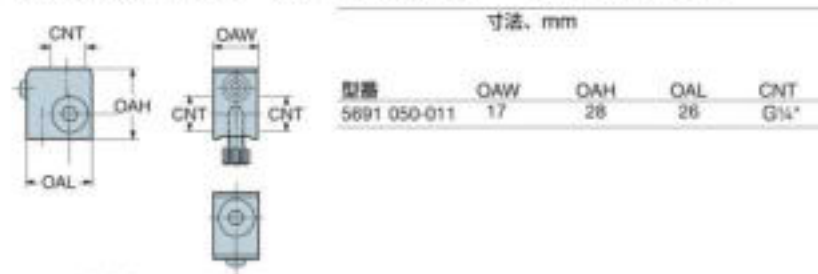 寸法、mm
CNT
OAW
OAH
CNT
CNT
OAL
型番 OAW OAH OAL CNT
5691 050-011 17 28 26 G¼"